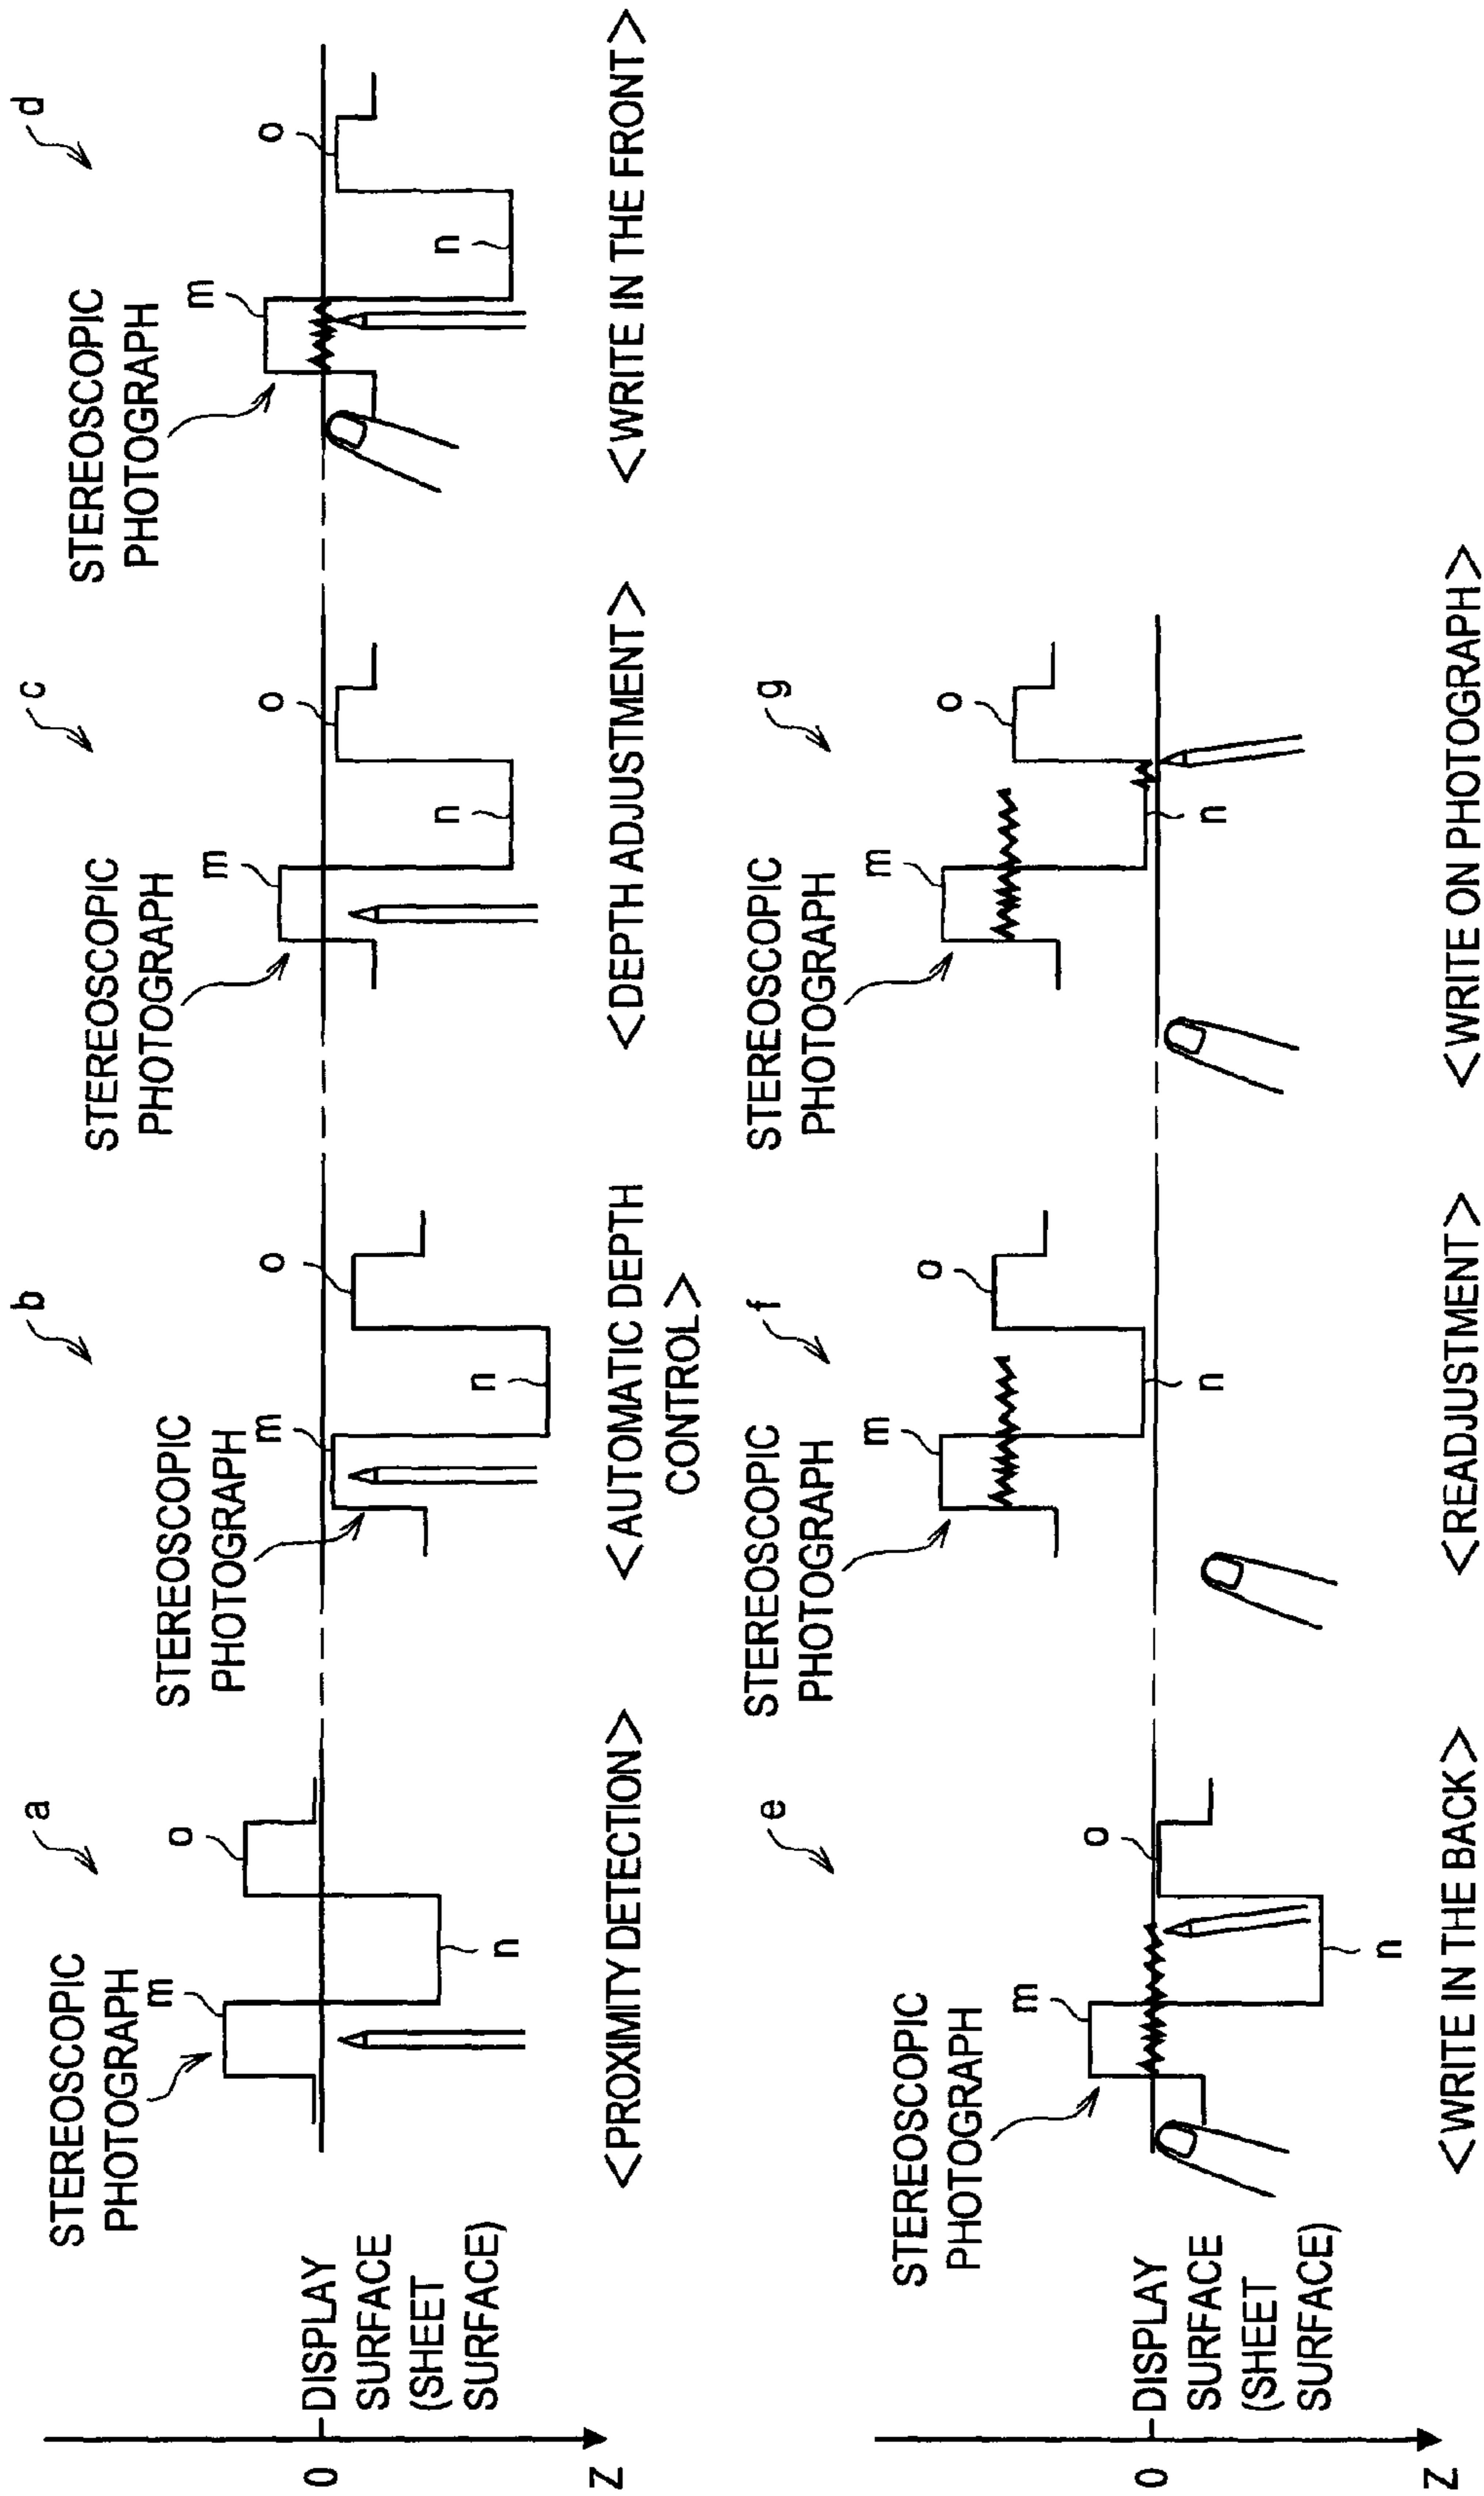 a
STEREOSCOPIC
PHOTOGRAPH
m
o
n
0
DISPLAY
SURFACE
(SHEET
SURFACE)
Z
<PROXIMITY DETECTION>
b
STEREOSCOPIC
PHOTOGRAPH
m
o
n
<AUTOMATIC DEPTH
CONTROL>
c
STEREOSCOPIC
PHOTOGRAPH
m
o
n
<DEPTH ADJUSTMENT>
d
STEREOSCOPIC
PHOTOGRAPH
m
o
n
<WRITE IN THE FRONT>
e
STEREOSCOPIC
PHOTOGRAPH
m
o
n
0
DISPLAY
SURFACE
(SHEET
SURFACE)
Z
<WRITE IN THE BACK>
f
STEREOSCOPIC
PHOTOGRAPH
m
o
n
<READJUSTMENT>
g
STEREOSCOPIC
PHOTOGRAPH
m
o
n
<WRITE ON PHOTOGRAPH>